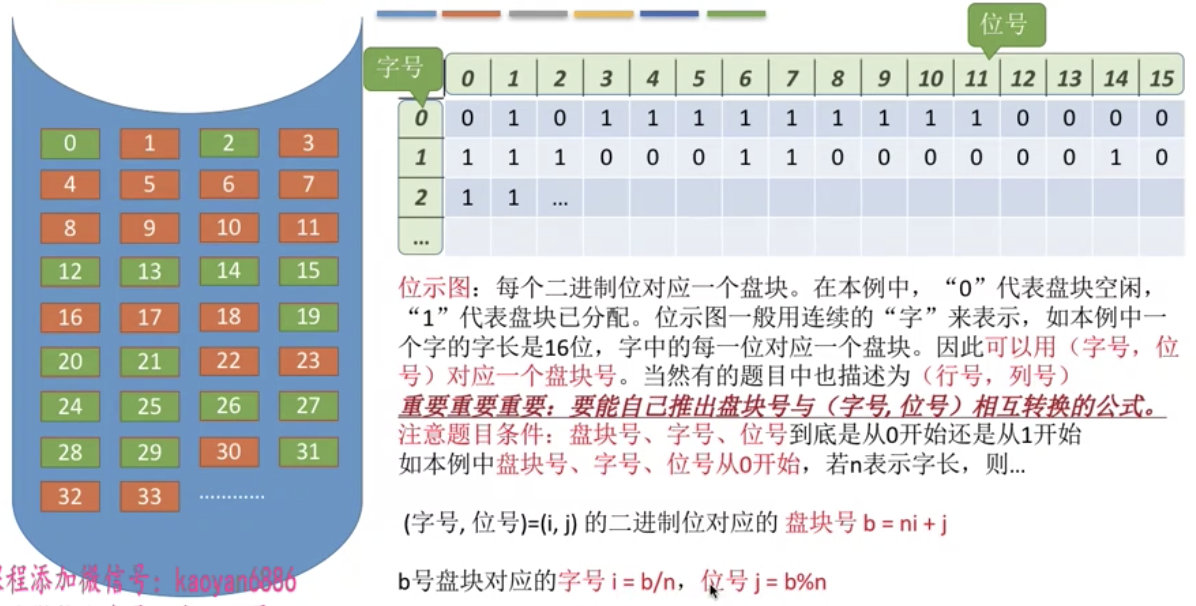 0 1 2 3
4 5 6 7
8 9 10 11
12 13 14 15
16 17 18 19
20 21 22 23
24 25 26 27
28 29 30 31
32 33 …………
位号
字号
0 1 2 3 4 5 6 7 8 9 10 11 12 13 14 15
0 0 1 0 1 1 1 1 1 1 1 1 1 0 0 0 0
1 1 1 1 0 0 0 1 1 0 0 0 0 0 0 1 0
2 1 1 ...
...
位示图：每个二进制位对应一个盘块。在本例中，“0”代表盘块空闲，
“1”代表盘块已分配。位示图一般用连续的“字”来表示，如本例中一
个字的字长是16位，字中的每一位对应一个盘块。因此可以用（字号，位
号）对应一个盘块号。当然有的题目中也描述为（行号，列号）
重要重要重要：要能自己推出盘块号与（字号, 位号）相互转换的公式。
注意题目条件：盘块号、字号、位号到底是从0开始还是从1开始
如本例中盘块号、字号、位号从0开始，若n表示字长，则...
(字号, 位号)=(i, j) 的二进制位对应的 盘块号 b = ni + j
b号盘块对应的字号 i = b/n，位号 j = b%n
程添加微信号：kaoyan6886